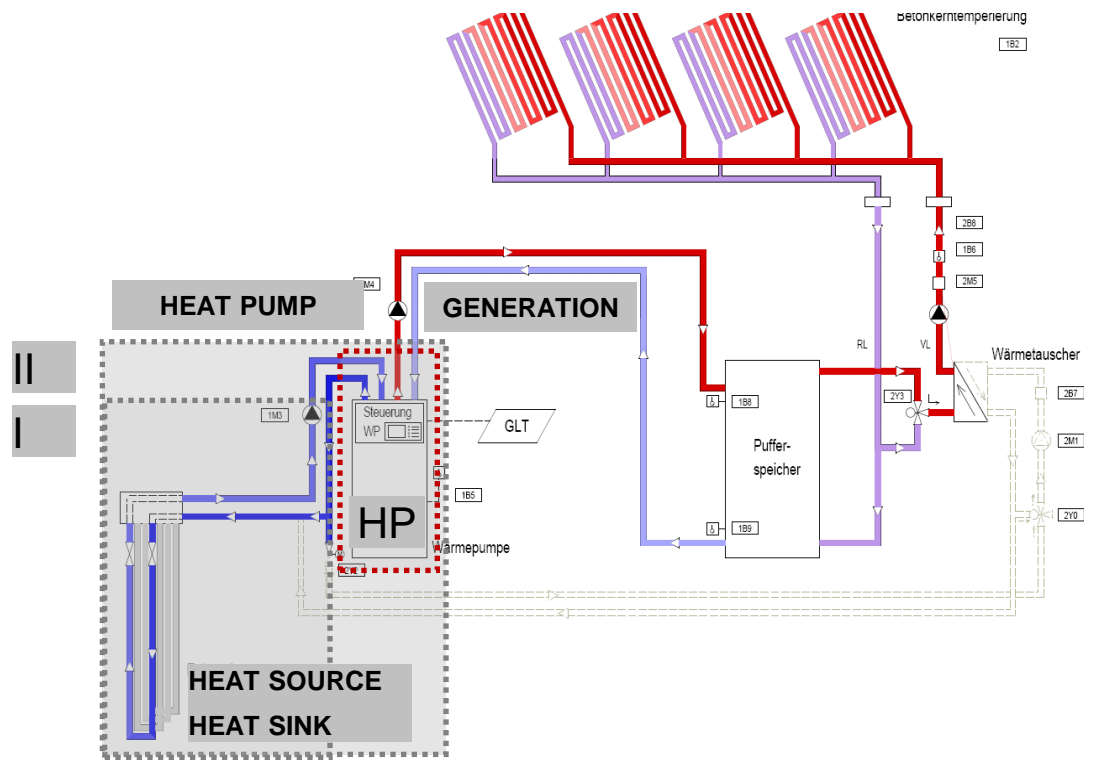 Betonkerntemperierung
1B2
2B8
1B6
2M5
HEAT PUMP
GENERATION
II
I
RL
VL
Wärmetauscher
2Y3
2B7
1B8
1M3
Steuerung
WP
GLT
2M1
Puffer-
speicher
1B5
HP
2Y0
1B9
Wärmepumpe
HEAT SOURCE
HEAT SINK